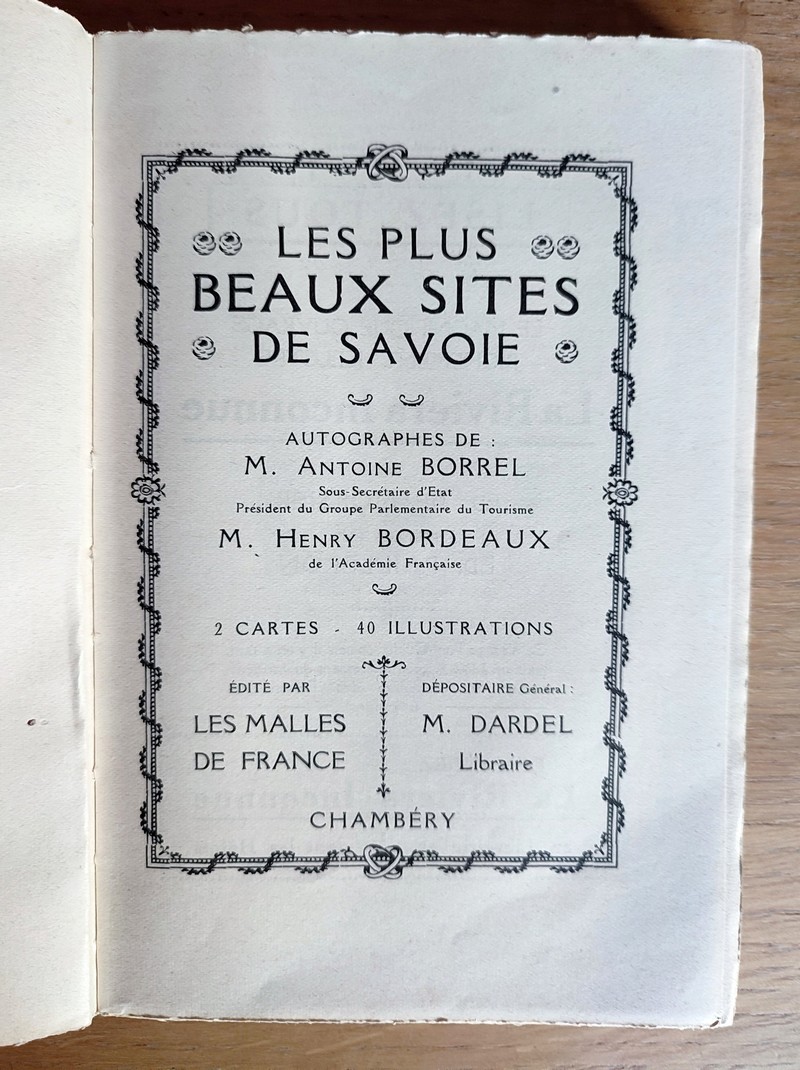 LES PLUS
BEAUX SITES
DE SAVOIE
AUTOGRAPHES DE :
M. ANTOINE BORREL
Sous-Secrétaire d'Etat
Président du Groupe Parlementaire du Tourisme
M. HENRY BORDEAUX
de l'Académie Française
2 CARTES - 40 ILLUSTRATIONS
ÉDITÉ PAR
LES MALLES
DE FRANCE
DÉPOSITAIRE Général :
M. DARDEL
Libraire
CHAMBÉRY